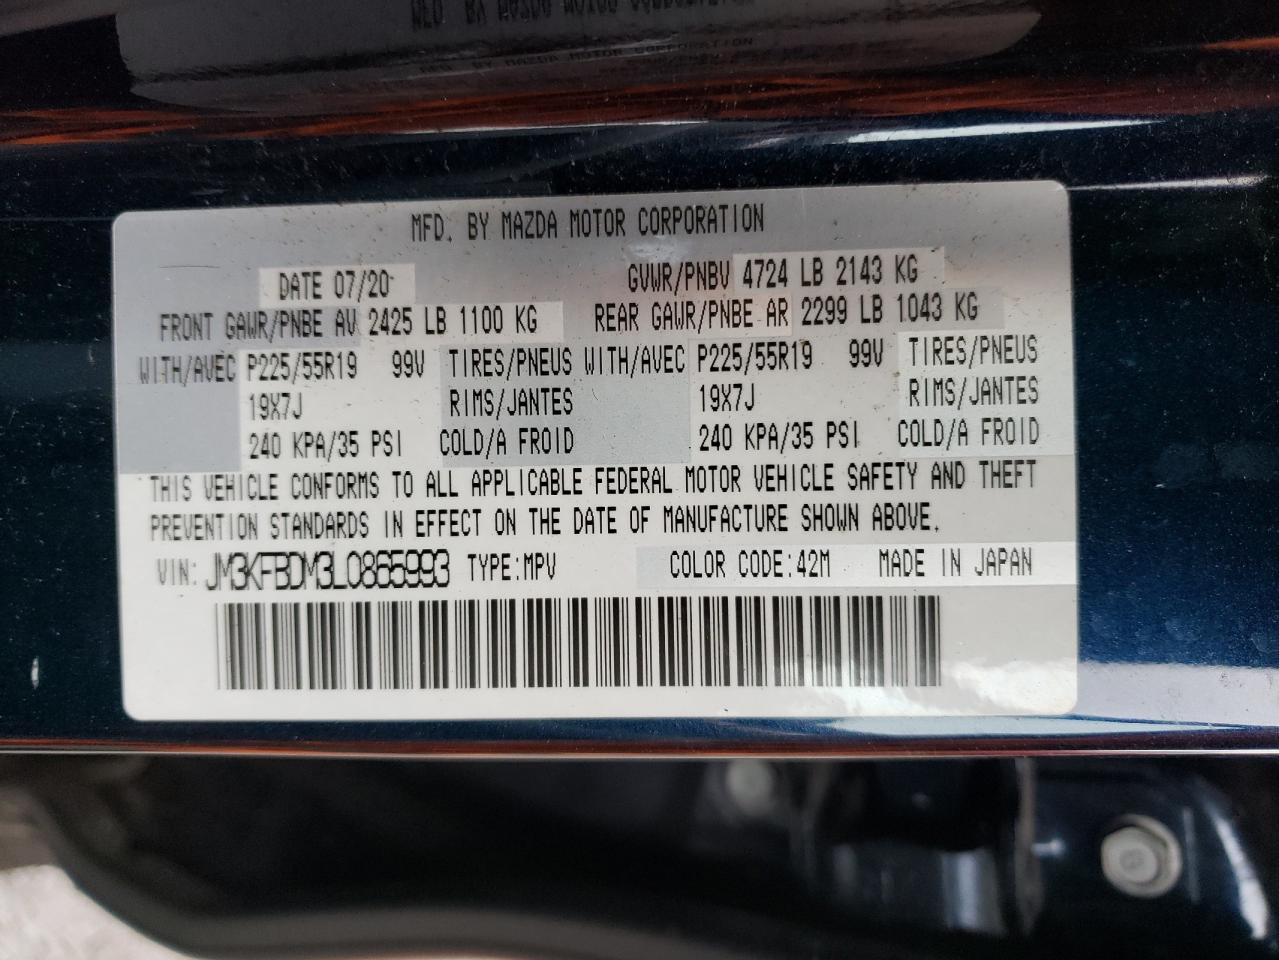 MFD. BY MAZDA MOTOR CORPORATION
DATE 07/20 GVWR/PNBV 4724 LB 2143 KG
FRONT GAWR/PNBE AV 2425 LB 1100 KG REAR GAWR/PNBE AR 2299 LB 1043 KG
WITH/AVEC P225/55R19 99V TIRES/PNEUS WITH/AVEC P225/55R19 99V TIRES/PNEUS
19X7J RIMS/JANTES 19X7J RIMS/JANTES
240 KPA/35 PSI COLD/A FROID 240 KPA/35 PSI COLD/A FROID
THIS VEHICLE CONFORMS TO ALL APPLICABLE FEDERAL MOTOR VEHICLE SAFETY AND THEFT
PREVENTION STANDARDS IN EFFECT ON THE DATE OF MANUFACTURE SHOWN ABOVE.
VIN: JM3KFBDM3L0865993 TYPE:MPV COLOR CODE:42M MADE IN JAPAN